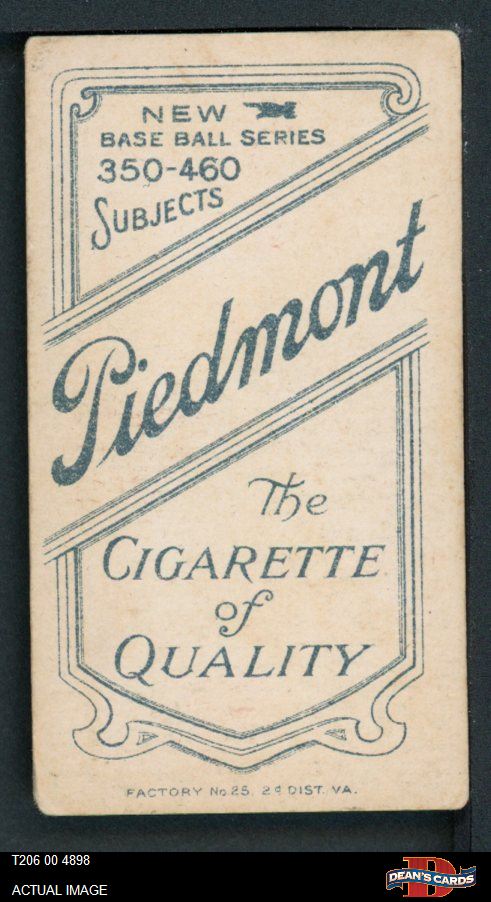 NEW
BASE BALL SERIES
350-460
SUBJECTS
Piedmont
The
CIGARETTE
of
QUALITY
FACTORY No 25. 2d DIST. VA.
T206 00 4898
ACTUAL IMAGE
D
DEAN'S CARDS